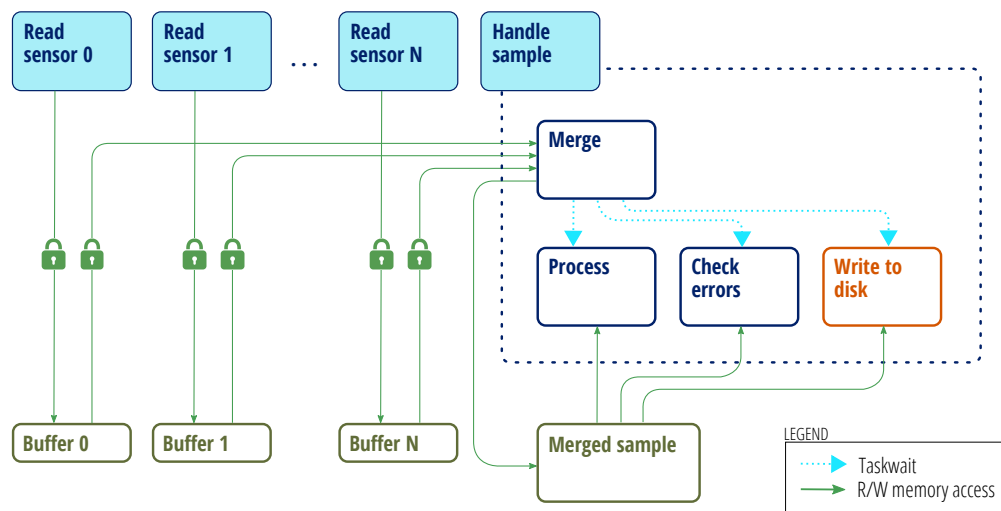 Read
sensor 0
Read
sensor 1
...
Read
sensor N
Handle
sample
Merge
Process
Check
errors
Write to
disk
Buffer 0
Buffer 1
Buffer N
Merged sample
LEGEND
Taskwait
R/W memory access